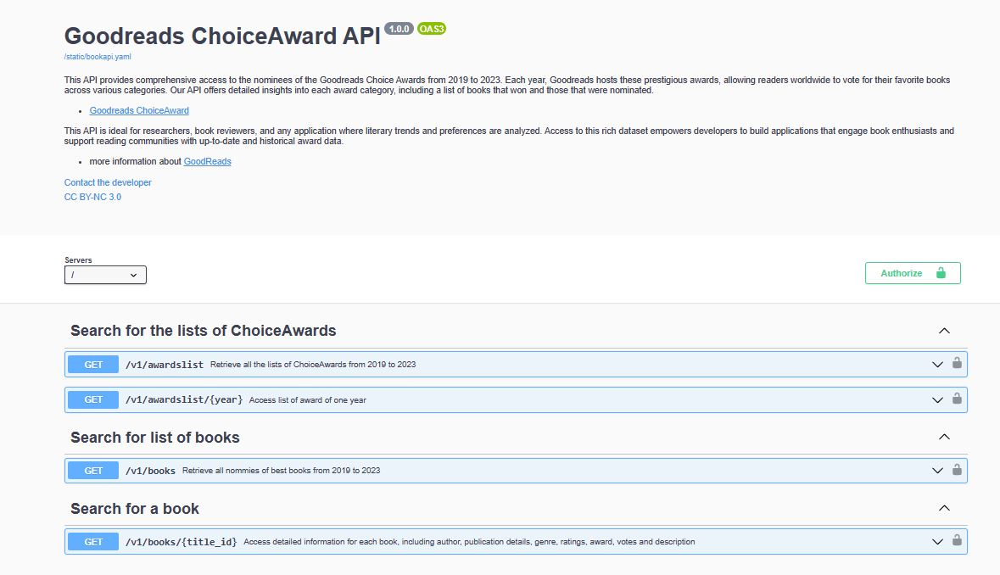 Goodreads ChoiceAward API 1.0.0 OAS3
/static/bookapi.yaml
This API provides comprehensive access to the nominees of the Goodreads Choice Awards from 2019 to 2023. Each year, Goodreads hosts these prestigious awards, allowing readers worldwide to vote for their favorite books
across various categories. Our API offers detailed insights into each award category, including a list of books that won and those that were nominated.
• Goodreads ChoiceAward
This API is ideal for researchers, book reviewers, and any application where literary trends and preferences are analyzed. Access to this rich dataset empowers developers to build applications that engage book enthusiasts and
support reading communities with up-to-date and historical award data.
• more information about GoodReads
Contact the developer
CC BY-NC 3.0
Servers
/
Authorize
Search for the lists of ChoiceAwards
GET /v1/awardslist Retrieve all the lists of ChoiceAwards from 2019 to 2023
GET /v1/awardslist/{year} Access list of award of one year
Search for list of books
GET /v1/books Retrieve all nommies of best books from 2019 to 2023
Search for a book
GET /v1/books/{title_id} Access detailed information for each book, including author, publication details, genre, ratings, award, votes and description